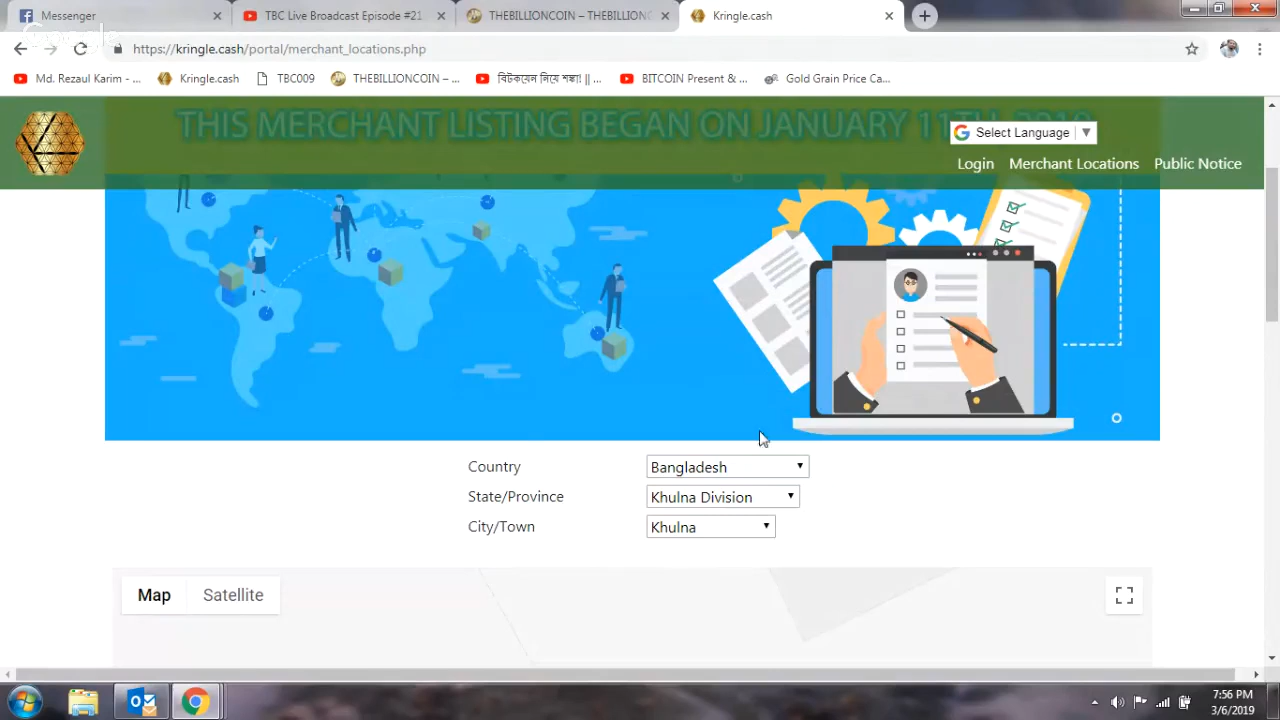 Messenger
TBC Live Broadcast Episode #21
THEBILLIONCOIN – THEBILLIONC
Kringle.cash
https://kringle.cash/portal/merchant_locations.php
Md. Rezaul Karim - ...
Kringle.cash
TBC009
THEBILLIONCOIN – ...
বিটকয়েন নিয়ে শঙ্কা! || ...
BITCOIN Present & ...
Gold Grain Price Ca...
THIS MERCHANT LISTING BEGAN ON JANUARY 11TH, 2019
Select Language
Login
Merchant Locations
Public Notice
Country
Bangladesh
State/Province
Khulna Division
City/Town
Khulna
Map
Satellite
7:56 PM
3/6/2019